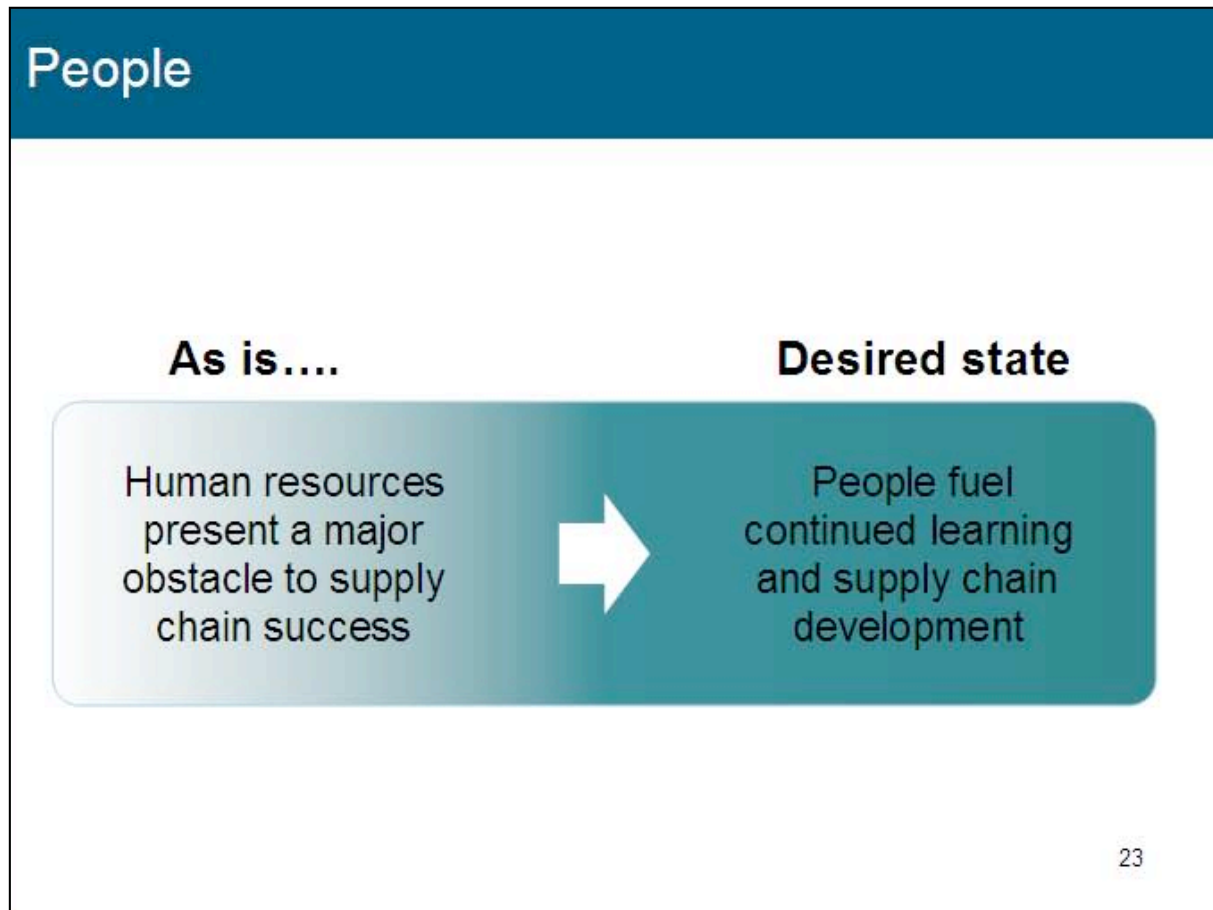 People
As is….
Desired state
Human resources
present a major
obstacle to supply
chain success
People fuel
continued learning
and supply chain
development
23